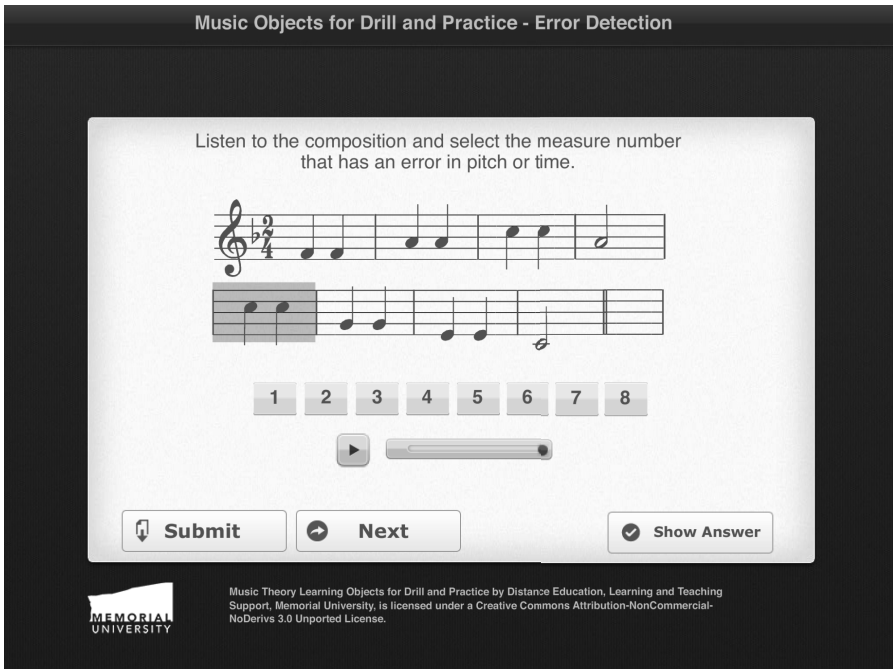 Music Objects for Drill and Practice - Error Detection
Listen to the composition and select the measure number
that has an error in pitch or time.
2
4
1 2 3 4 5 6 7 8
Submit Next Show Answer
MEMORIAL
UNIVERSITY
Music Theory Learning Objects for Drill and Practice by Distance Education, Learning and Teaching
Support, Memorial University, is licensed under a Creative Commons Attribution-NonCommercial-
NoDerivs 3.0 Unported License.